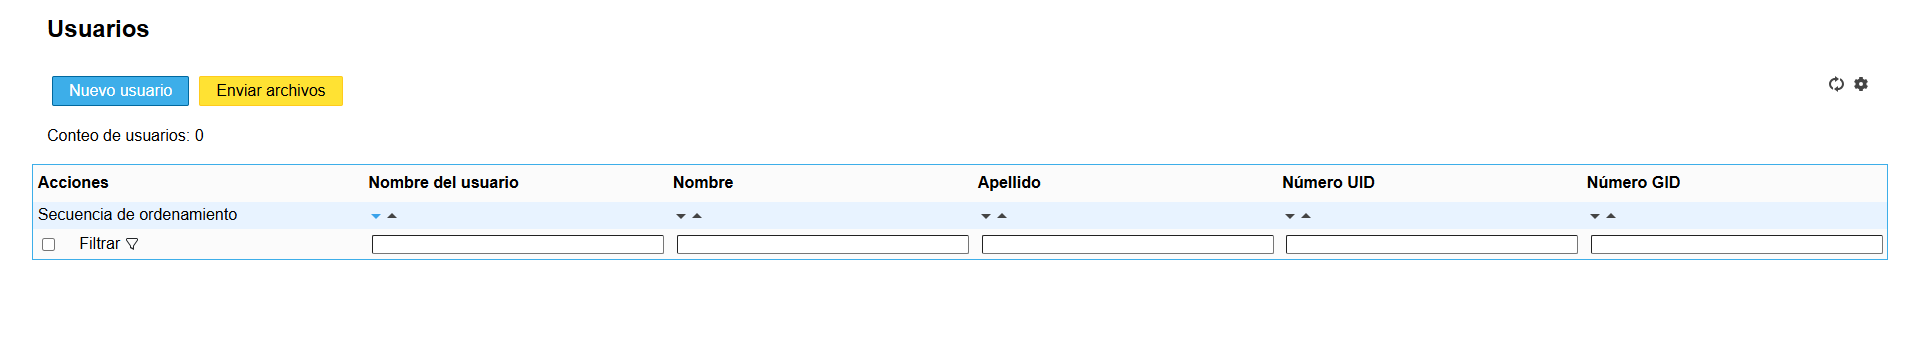 Usuarios
Nuevo usuario Enviar archivos
Conteo de usuarios: 0
Acciones Nombre del usuario Nombre Apellido Número UID Número GID
Secuencia de ordenamiento
Filtrar